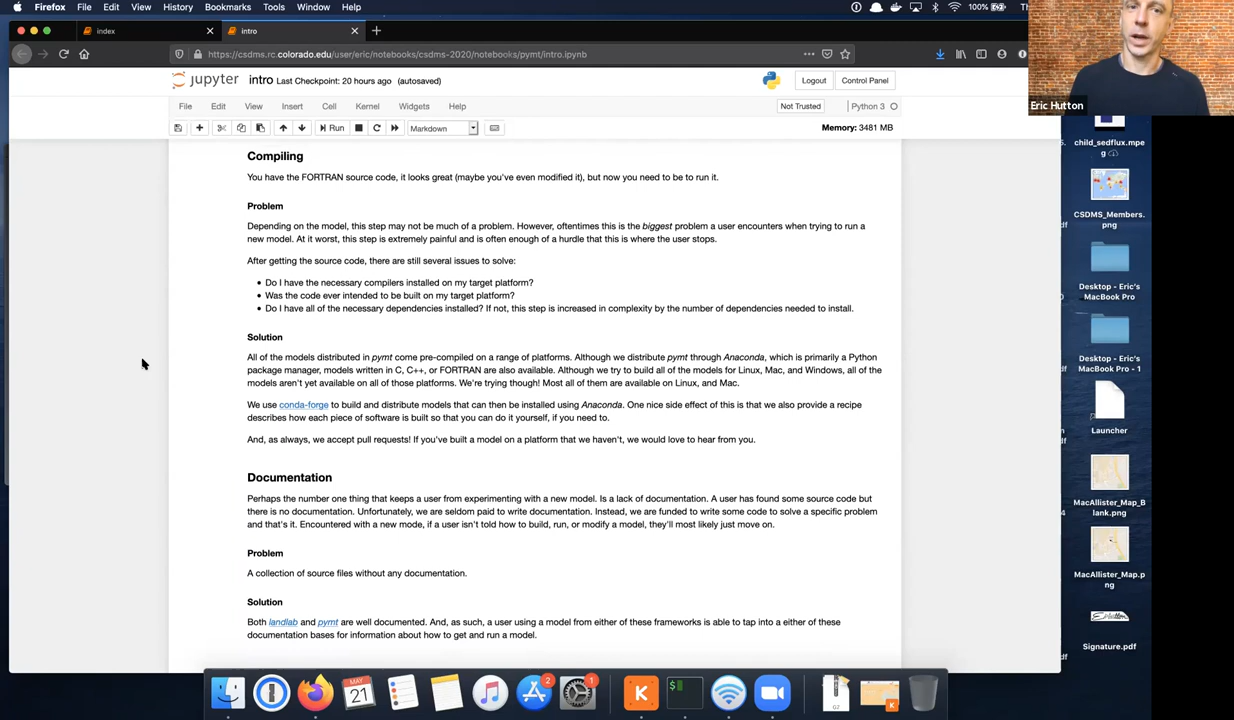 Firefox File Edit View History Bookmarks Tools Window Help
100%
Th
index
intro
https://csdms.rc.colorado.edu/user/eric/notebooks/csdms-2020/notebooks/pymt/intro.ipynb
jupyter intro Last Checkpoint: 20 hours ago (autosaved)
Logout
Control Panel
File Edit View Insert Cell Kernel Widgets Help
Not Trusted
Python 3
Run
Markdown
Memory: 3481 MB
Eric Hutton
Compiling
You have the FORTRAN source code, it looks great (maybe you've even modified it), but now you need to be to run it.
Problem
Depending on the model, this step may not be much of a problem. However, oftentimes this is the biggest problem a user encounters when trying to run a
new model. At it worst, this step is extremely painful and is often enough of a hurdle that this is where the user stops.
After getting the source code, there are still several issues to solve:
• Do I have the necessary compilers installed on my target platform?
• Was the code ever intended to be built on my target platform?
• Do I have all of the necessary dependencies installed? If not, this step is increased in complexity by the number of dependencies needed to install.
Solution
All of the models distributed in pymt come pre-compiled on a range of platforms. Although we distribute pymt through Anaconda, which is primarily a Python
package manager, models written in C, C++, or FORTRAN are also available. Although we try to build all of the models for Linux, Mac, and Windows, all of the
models aren't yet available on all of those platforms. We're trying though! Most all of them are available on Linux, and Mac.
We use conda-forge to build and distribute models that can then be installed using Anaconda. One nice side effect of this is that we also provide a recipe
describes how each piece of software is built so that you can do it yourself, if you need to.
And, as always, we accept pull requests! If you've built a model on a platform that we haven't, we would love to hear from you.
Documentation
Perhaps the number one thing that keeps a user from experimenting with a new model. Is a lack of documentation. A user has found some source code but
there is no documentation. Unfortunately, we are seldom paid to write documentation. Instead, we are funded to write some code to solve a specific problem
and that's it. Encountered with a new mode, if a user isn't told how to build, run, or modify a model, they'll most likely just move on.
Problem
A collection of source files without any documentation.
Solution
Both landlab and pymt are well documented. And, as such, a user using a model from either of these frameworks is able to tap into a either of these
documentation bases for information about how to get and run a model.
child_sedflux.mpe
g
CSDMS_Members.
png
Desktop - Eric's
MacBook Pro
Desktop - Eric's
MacBook Pro - 1
Launcher
MacAllister_Map_B
lank.png
MacAllister_Map.p
ng
Signature.pdf
MAY
21
2
1
K
$
K